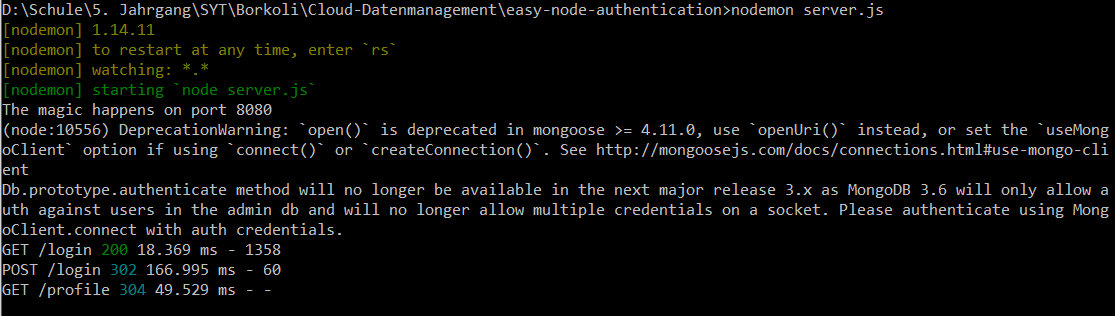 D:\Schule\5. Jahrgang\SYT\Borkoli\Cloud-Datenmanagement\easy-node-authentication>nodemon server.js
[nodemon] 1.14.11
[nodemon] to restart at any time, enter `rs`
[nodemon] watching: *.*
[nodemon] starting `node server.js`
The magic happens on port 8080
(node:10556) DeprecationWarning: `open()` is deprecated in mongoose >= 4.11.0, use `openUri()` instead, or set the `useMong
oClient` option if using `connect()` or `createConnection()`. See http://mongoosejs.com/docs/connections.html#use-mongo-cli
ent
Db.prototype.authenticate method will no longer be available in the next major release 3.x as MongoDB 3.6 will only allow a
uth against users in the admin db and will no longer allow multiple credentials on a socket. Please authenticate using Mong
oClient.connect with auth credentials.
GET /login 200 18.369 ms - 1358
POST /login 302 166.995 ms - 60
GET /profile 304 49.529 ms - -